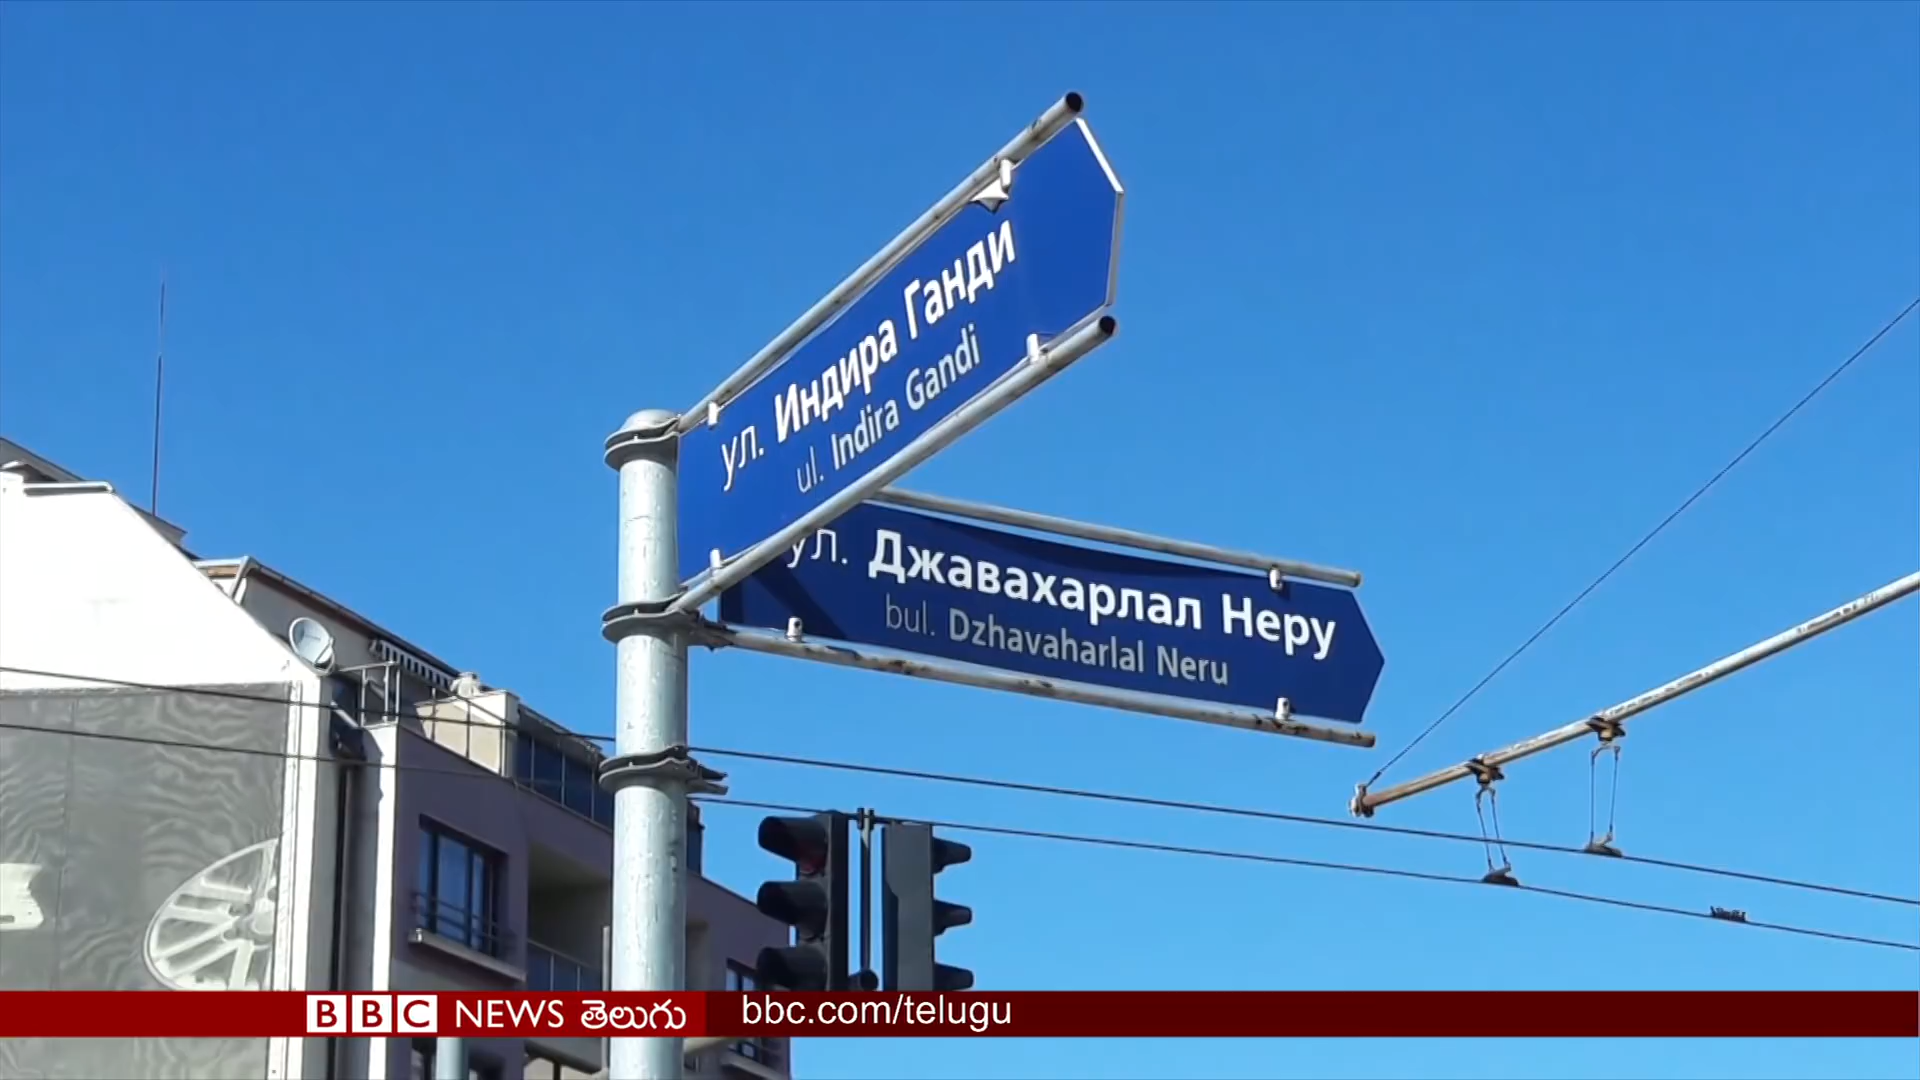 ул. Индира Ганди
ul. Indira Gandi
ул. Джавахарлал Неру
bul. Dzhavaharlal Neru
BBC NEWS తెలుగు bbc.com/telugu